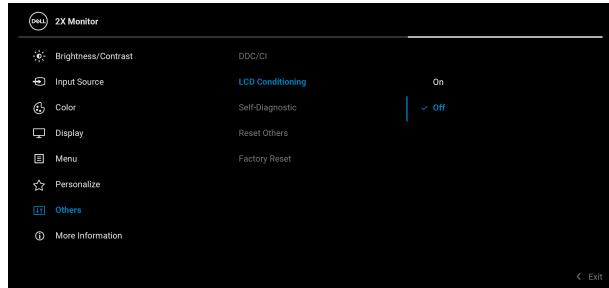 DELL 2X Monitor
Brightness/Contrast DDC/CI
Input Source LCD Conditioning On
Color Self-Diagnostic Off
Display Reset Others
Menu Factory Reset
Personalize
Others
More Information
Exit